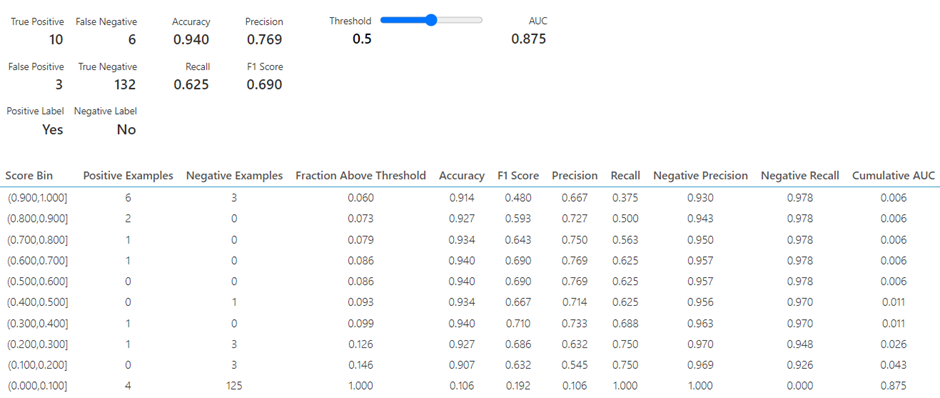 True Positive False Negative Accuracy Precision Threshold AUC
10 6 0.940 0.769 0.5 0.875
False Positive True Negative Recall F1 Score
3 132 0.625 0.690
Positive Label Negative Label
Yes No
Score Bin Positive Examples Negative Examples Fraction Above Threshold Accuracy F1 Score Precision Recall Negative Precision Negative Recall Cumulative AUC
(0.900,1.000] 6 3 0.060 0.914 0.480 0.667 0.375 0.930 0.978 0.006
(0.800,0.900] 2 0 0.073 0.927 0.593 0.727 0.500 0.943 0.978 0.006
(0.700,0.800] 1 0 0.079 0.934 0.643 0.750 0.563 0.950 0.978 0.006
(0.600,0.700] 1 0 0.086 0.940 0.690 0.769 0.625 0.957 0.978 0.006
(0.500,0.600] 0 0 0.086 0.940 0.690 0.769 0.625 0.957 0.978 0.006
(0.400,0.500] 0 1 0.093 0.934 0.667 0.714 0.625 0.956 0.970 0.011
(0.300,0.400] 1 0 0.099 0.940 0.710 0.733 0.688 0.963 0.970 0.011
(0.200,0.300] 1 3 0.126 0.927 0.686 0.632 0.750 0.970 0.948 0.026
(0.100,0.200] 0 3 0.146 0.907 0.632 0.545 0.750 0.969 0.926 0.043
(0.000,0.100] 4 125 1.000 0.106 0.192 0.106 1.000 1.000 0.000 0.875